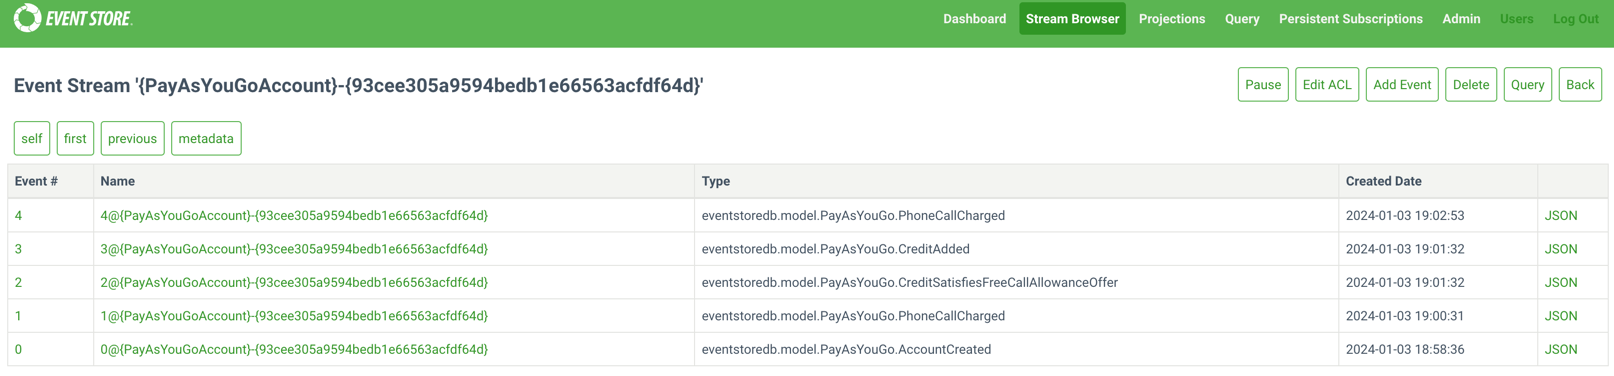 EVENT STORE. Dashboard Stream Browser Projections Query Persistent Subscriptions Admin Users Log Out
Event Stream '{PayAsYouGoAccount}-{93cee305a9594bedb1e66563acfdf64d}' Pause Edit ACL Add Event Delete Query Back
self first previous metadata
Event # Name Type Created Date
4 4@{PayAsYouGoAccount}-{93cee305a9594bedb1e66563acfdf64d} eventstoredb.model.PayAsYouGo.PhoneCallCharged 2024-01-03 19:02:53 JSON
3 3@{PayAsYouGoAccount}-{93cee305a9594bedb1e66563acfdf64d} eventstoredb.model.PayAsYouGo.CreditAdded 2024-01-03 19:01:32 JSON
2 2@{PayAsYouGoAccount}-{93cee305a9594bedb1e66563acfdf64d} eventstoredb.model.PayAsYouGo.CreditSatisfiesFreeCallAllowanceOffer 2024-01-03 19:01:32 JSON
1 1@{PayAsYouGoAccount}-{93cee305a9594bedb1e66563acfdf64d} eventstoredb.model.PayAsYouGo.PhoneCallCharged 2024-01-03 19:00:31 JSON
0 0@{PayAsYouGoAccount}-{93cee305a9594bedb1e66563acfdf64d} eventstoredb.model.PayAsYouGo.AccountCreated 2024-01-03 18:58:36 JSON